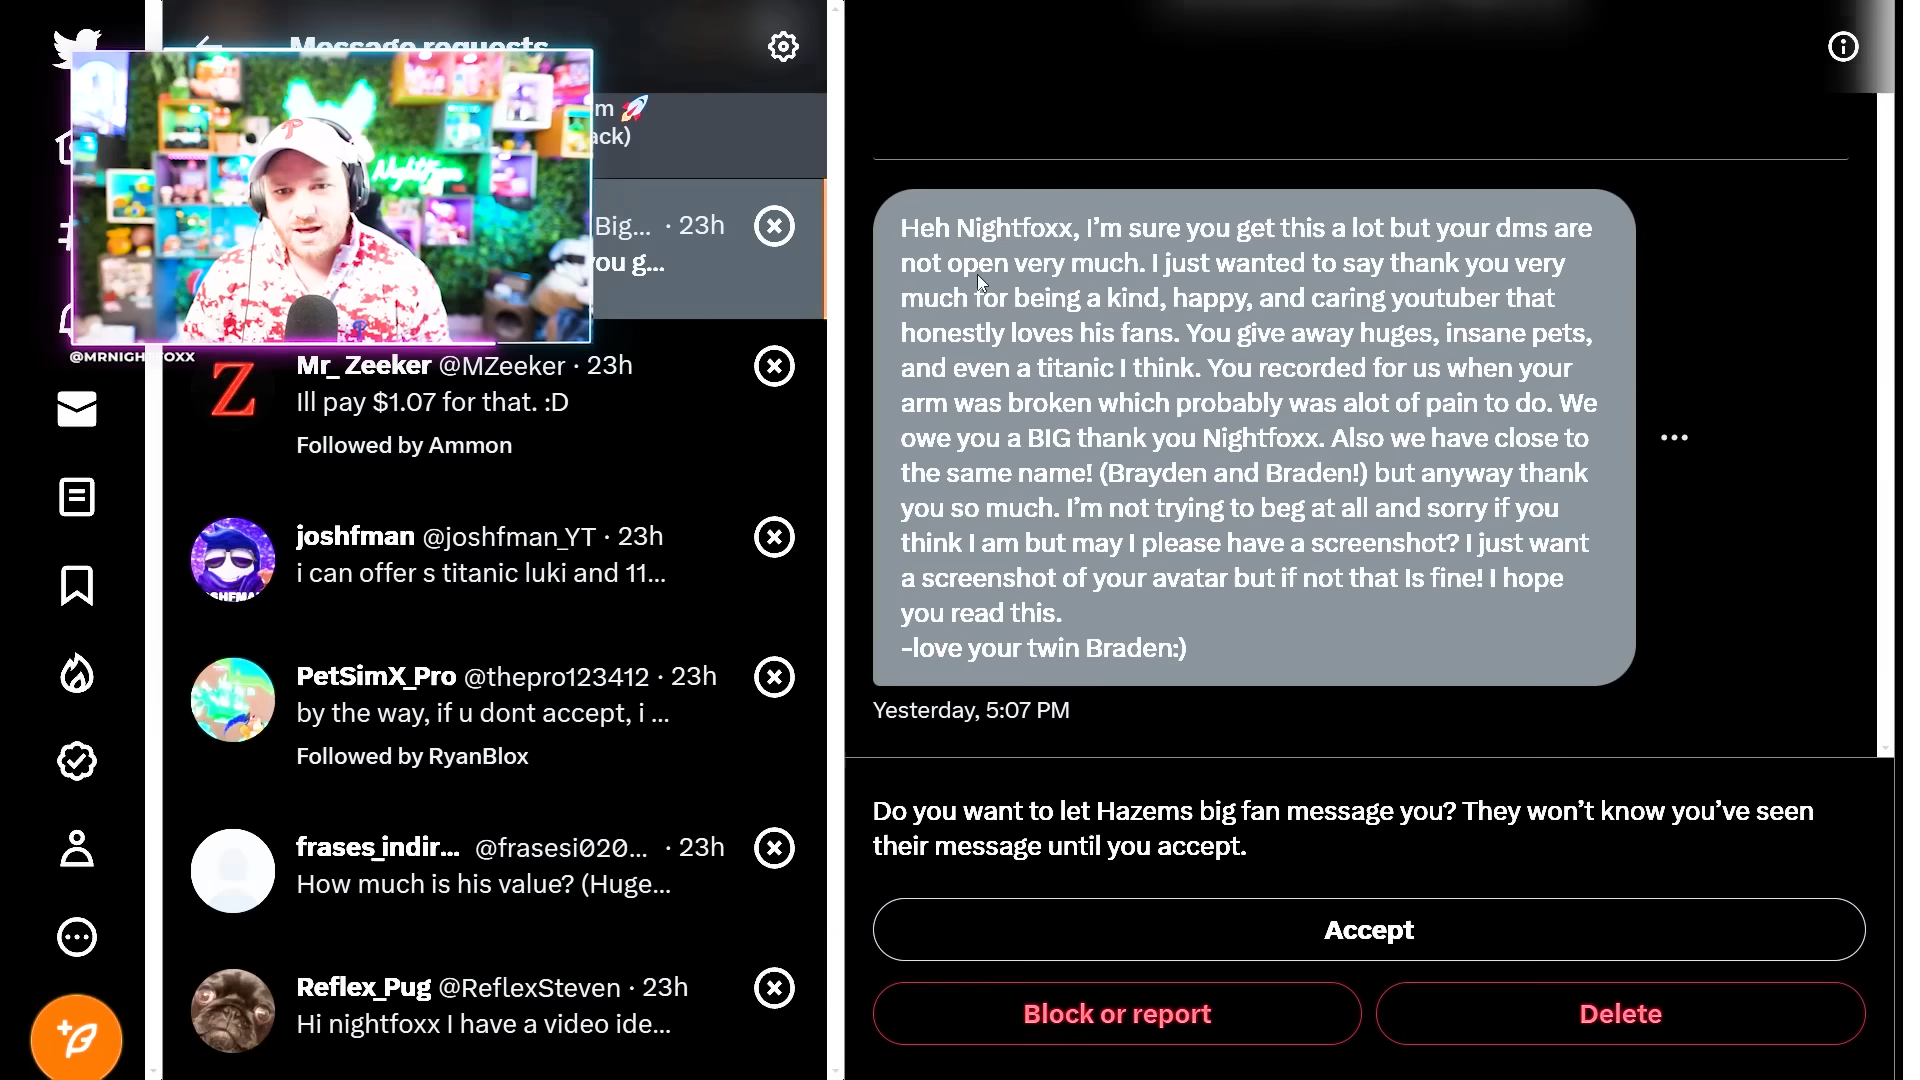 Message requests
m 🚀
ack)
Big... · 23h
you g...
NightFoxx
@MRNIGHTFOXX
Mr_ Zeeker @MZeeker · 23h
Ill pay $1.07 for that. :D
Followed by Ammon
joshfman @joshfman_YT · 23h
i can offer s titanic luki and 11...
PetSimX_Pro @thepro123412 · 23h
by the way, if u dont accept, i ...
Followed by RyanBlox
frases_indir... @frasesi020... · 23h
How much is his value? (Huge...
Reflex_Pug @ReflexSteven · 23h
Hi nightfoxx I have a video ide...
Heh Nightfoxx, I’m sure you get this a lot but your dms are
not open very much. I just wanted to say thank you very
much for being a kind, happy, and caring youtuber that
honestly loves his fans. You give away huges, insane pets,
and even a titanic I think. You recorded for us when your
arm was broken which probably was alot of pain to do. We
owe you a BIG thank you Nightfoxx. Also we have close to
the same name! (Brayden and Braden!) but anyway thank
you so much. I’m not trying to beg at all and sorry if you
think I am but may I please have a screenshot? I just want
a screenshot of your avatar but if not that Is fine! I hope
you read this.
-love your twin Braden:)
Yesterday, 5:07 PM
Do you want to let Hazems big fan message you? They won’t know you’ve seen
their message until you accept.
Accept
Block or report
Delete